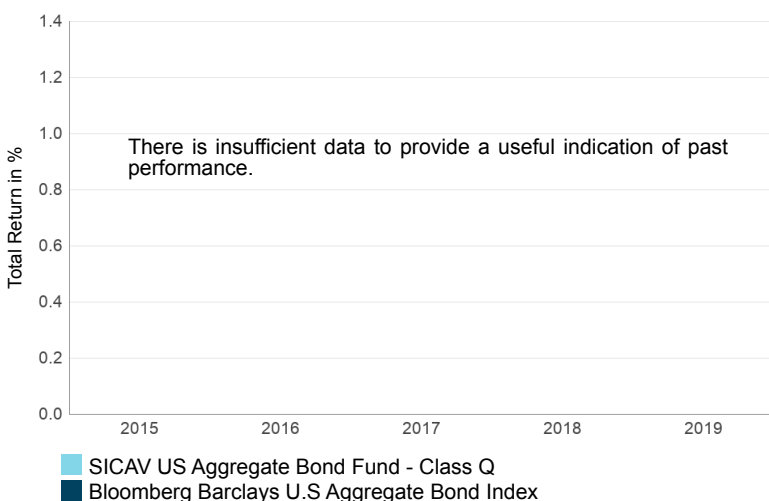 1.4
1.2
1.0
There is insufficient data to provide a useful indication of past
performance.
0.8
0.6
0.4
0.2
0.0
Total Return in %
2015 2016 2017 2018 2019
SICAV US Aggregate Bond Fund - Class Q
Bloomberg Barclays U.S Aggregate Bond Index